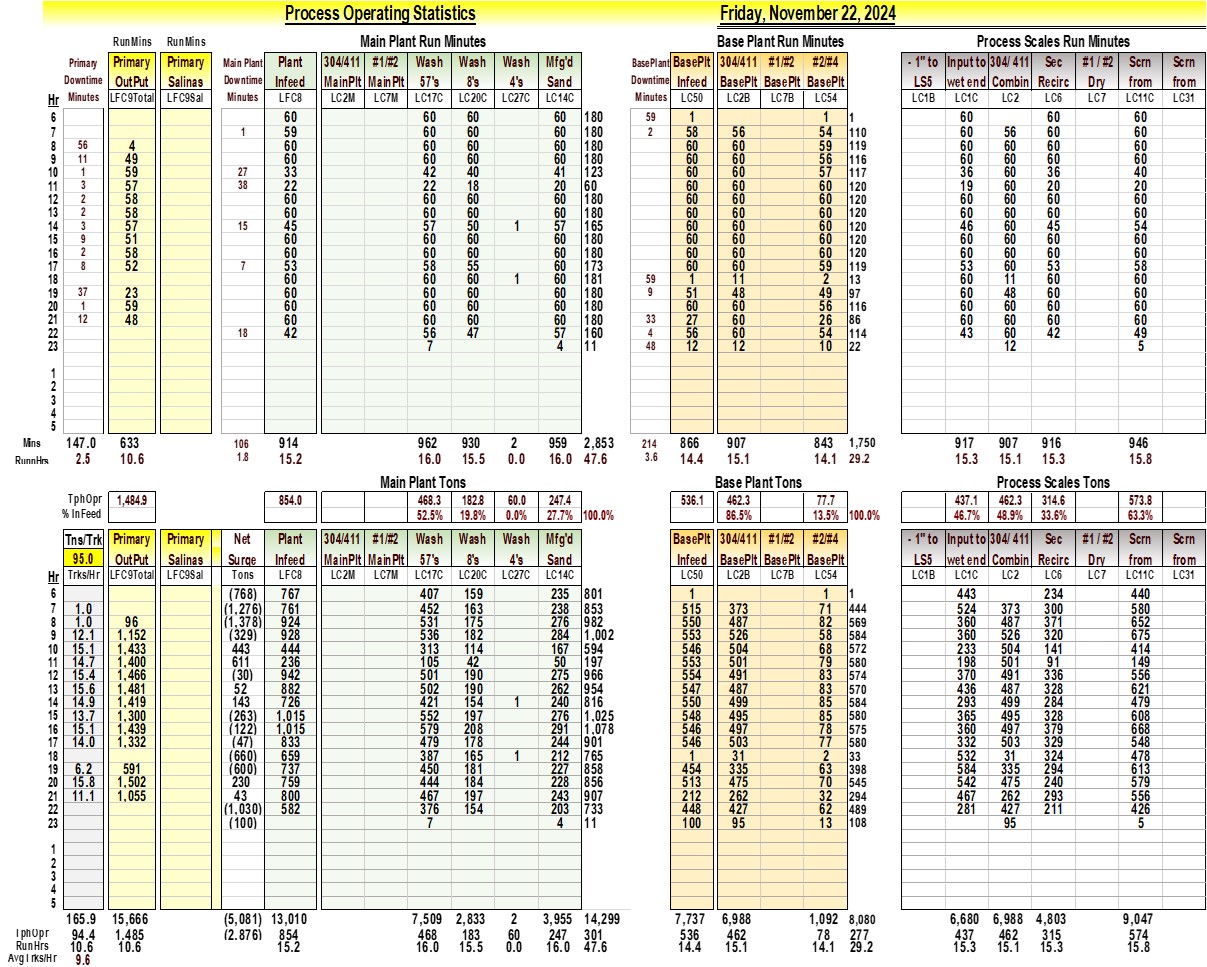 Process Operating Statistics Friday, November 22, 2024
RunMins RunMins Main Plant Run Minutes Base Plant Run Minutes Process Scales Run Minutes
Primary Primary Primary Main Plant Plant 304/411 #1/#2 Wash Wash Wash Mfg'd BasePlant BasePlt 304/411 #1/#2 #2/#4 - 1" to Input to 304/ 411 Sec #1 / #2 Scrn Scrn
Downtime OutPut Salinas Downtime Infeed MainPlt MainPlt 57's 8's 4's Sand Downtime Infeed BasePlt BasePlt BasePlt LS5 wet end Combin Recirc Dry from from
Hr Minutes LFC9Total LFC9Sal Minutes LFC8 LC2M LC7M LC17C LC20C LC27C LC14C Minutes LC50 LC2B LC7B LC54 LC1B LC1C LC2 LC6 LC7 LC11C LC31
6 60 60 60 60 180 59 1 1 1 60 60 60
7 1 59 60 60 60 180 2 58 56 54 110 60 56 60 60
8 56 4 60 60 60 60 180 60 60 59 119 60 60 60 60
9 11 49 60 60 60 60 180 60 60 56 116 60 60 60 60
10 1 59 27 33 42 40 41 123 60 60 57 117 36 60 36 40
11 3 57 38 22 22 18 20 60 60 60 60 120 19 60 20 20
12 2 58 60 60 60 60 180 60 60 60 120 60 60 60 60
13 2 58 60 60 60 60 180 60 60 60 120 60 60 60 60
14 3 57 15 45 57 50 1 57 165 60 60 60 120 46 60 45 54
15 9 51 60 60 60 60 180 60 60 60 120 60 60 60 60
16 2 58 60 60 60 60 180 60 60 60 120 60 60 60 60
17 8 52 7 53 58 55 60 173 60 60 59 119 53 60 53 58
18 60 60 60 1 60 181 59 1 11 2 13 60 11 60 60
19 37 23 60 60 60 60 180 9 51 48 49 97 60 48 60 60
20 1 59 60 60 60 60 180 60 60 56 116 60 60 60 60
21 12 48 60 60 60 60 180 33 27 60 26 86 60 60 60 60
22 18 42 56 47 57 160 4 56 60 54 114 43 60 42 49
23 7 4 11 48 12 12 10 22 12 5
1
2
3
4
5
Mins 147.0 633 106 914 962 930 2 959 2,853 214 866 907 843 1,750 917 907 916 946
RunnHrs 2.5 10.6 1.8 15.2 16.0 15.5 0.0 16.0 47.6 3.6 14.4 15.1 14.1 29.2 15.3 15.1 15.3 15.8
Main Plant Tons Base Plant Tons Process Scales Tons
TphOpr 1,484.9 854.0 468.3 182.8 60.0 247.4 536.1 462.3 77.7 437.1 462.3 314.6 573.8
% InFeed 52.5% 19.8% 0.0% 27.7% 100.0% 86.5% 13.5% 100.0% 46.7% 48.9% 33.6% 63.3%
Tns/Trk Primary Primary Net Plant 304/411 #1/#2 Wash Wash Wash Mfg'd BasePlt 304/411 #1/#2 #2/#4 - 1" to Input to 304/ 411 Sec #1 / #2 Scrn Scrn
95.0 OutPut Salinas Surge Infeed MainPlt MainPlt 57's 8's 4's Sand Infeed BasePlt BasePlt BasePlt LS5 wet end Combin Recirc Dry from from
Hr Trks/Hr LFC9Total LFC9Sal Tons LFC8 LC2M LC7M LC17C LC20C LC27C LC14C LC50 LC2B LC7B LC54 LC1B LC1C LC2 LC6 LC7 LC11C LC31
6 (768) 767 407 159 235 801 1 1 1 443 234 440
7 1.0 (1,276) 761 452 163 238 853 515 373 71 444 524 373 300 580
8 1.0 96 (1,378) 924 531 175 276 982 550 487 82 569 360 487 371 652
9 12.1 1,152 (329) 928 536 182 284 1,002 553 526 58 584 360 526 320 675
10 15.1 1,433 443 444 313 114 167 594 546 504 68 572 233 504 141 414
11 14.7 1,400 611 236 105 42 50 197 553 501 79 580 198 501 91 149
12 15.4 1,466 (30) 942 501 190 275 966 554 491 83 574 370 491 336 556
13 15.6 1,481 52 882 502 190 262 954 547 487 83 570 436 487 328 621
14 14.9 1,419 143 726 421 154 1 240 816 550 499 85 584 293 499 284 479
15 13.7 1,300 (263) 1,015 552 197 276 1,025 548 495 85 580 365 495 328 608
16 15.1 1,439 (122) 1,015 579 208 291 1,078 546 497 78 575 360 497 379 668
17 14.0 1,332 (47) 833 479 178 244 901 546 503 77 580 332 503 329 548
18 (660) 659 387 165 1 212 765 1 31 2 33 532 31 324 478
19 6.2 591 (600) 737 450 181 227 858 454 335 63 398 584 335 294 613
20 15.8 1,502 230 759 444 184 228 856 513 475 70 545 542 475 240 579
21 11.1 1,055 43 800 467 197 243 907 212 262 32 294 467 262 293 556
22 (1,030) 582 376 154 203 733 448 427 62 489 281 427 211 426
23 (100) 7 4 11 100 95 13 108 95 5
1
2
3
4
5
165.9 15,666 (5,081) 13,010 7,509 2,833 2 3,955 14,299 7,737 6,988 1,092 8,080 6,680 6,988 4,803 9,047
TphOpr 94.4 1,485 (2,876) 854 468 183 60 247 301 536 462 78 277 437 462 315 574
RunHrs 10.6 10.6 15.2 16.0 15.5 0.0 16.0 47.6 14.4 15.1 14.1 29.2 15.3 15.1 15.3 15.8
AvgTrks/Hr 9.6